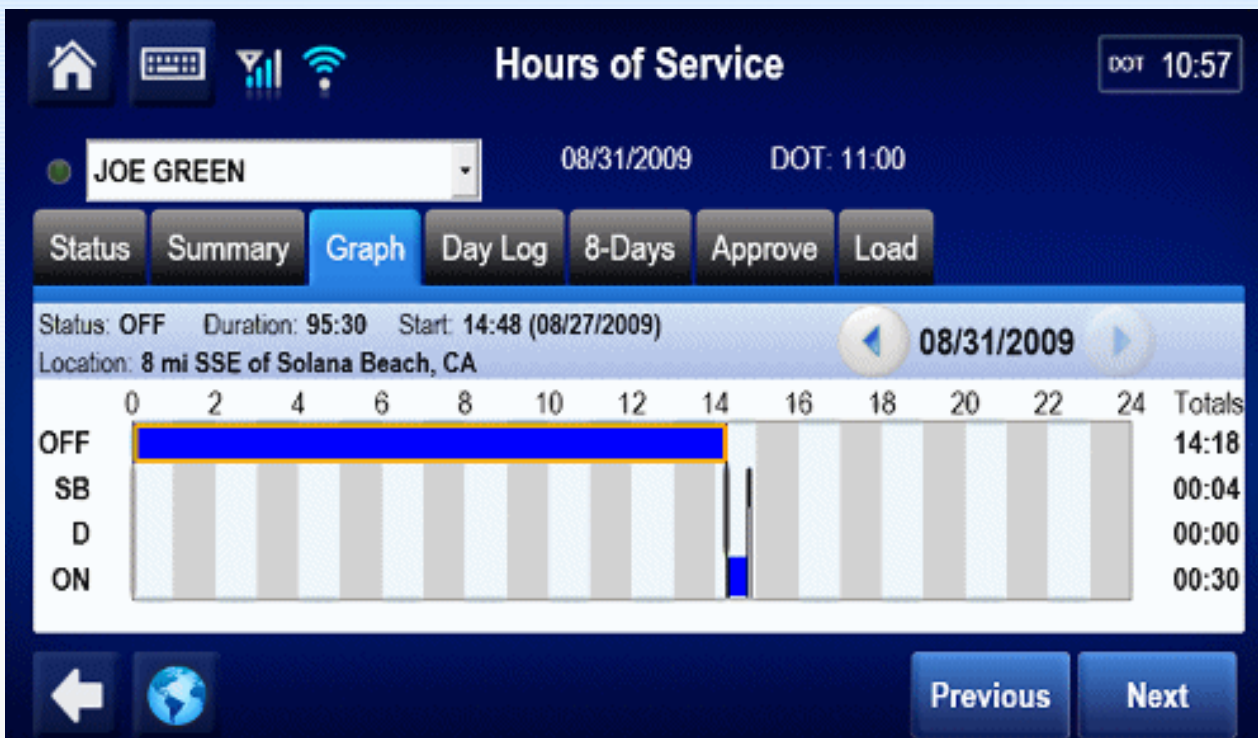 Hours of Service DOT 10:57
JOE GREEN 08/31/2009 DOT: 11:00
Status Summary Graph Day Log 8-Days Approve Load
Status: OFF Duration: 95:30 Start: 14:48 (08/27/2009)
08/31/2009
Location: 8 mi SSE of Solana Beach, CA
0 2 4 6 8 10 12 14 16 18 20 22 24 Totals
OFF 14:18
SB 00:04
D 00:00
ON 00:30
Previous Next